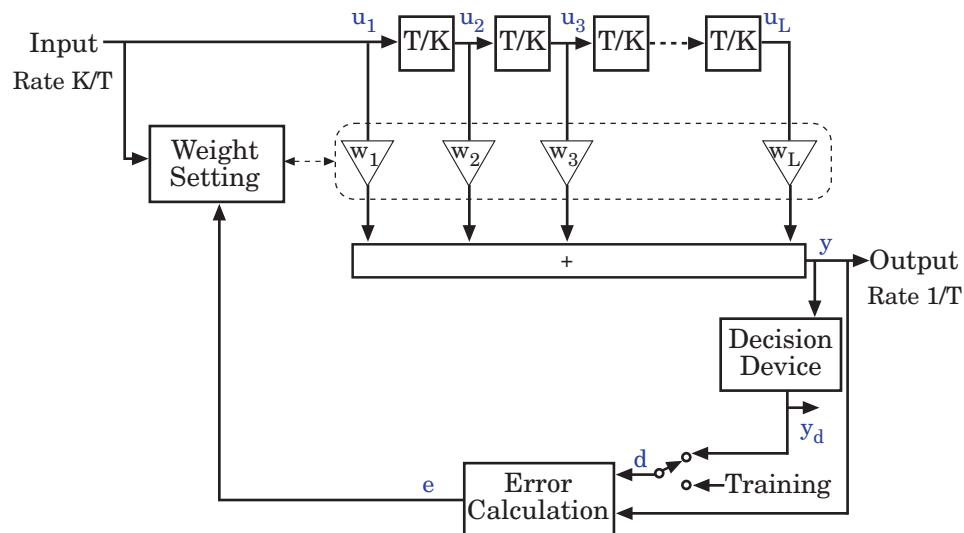 u1 u2 u3 uL
Input T/K T/K T/K T/K
Rate K/T
Weight
Setting
w1 w2 w3 wL
+
y
Output
Rate 1/T
Decision
Device
yd
d
Training
e
Error
Calculation